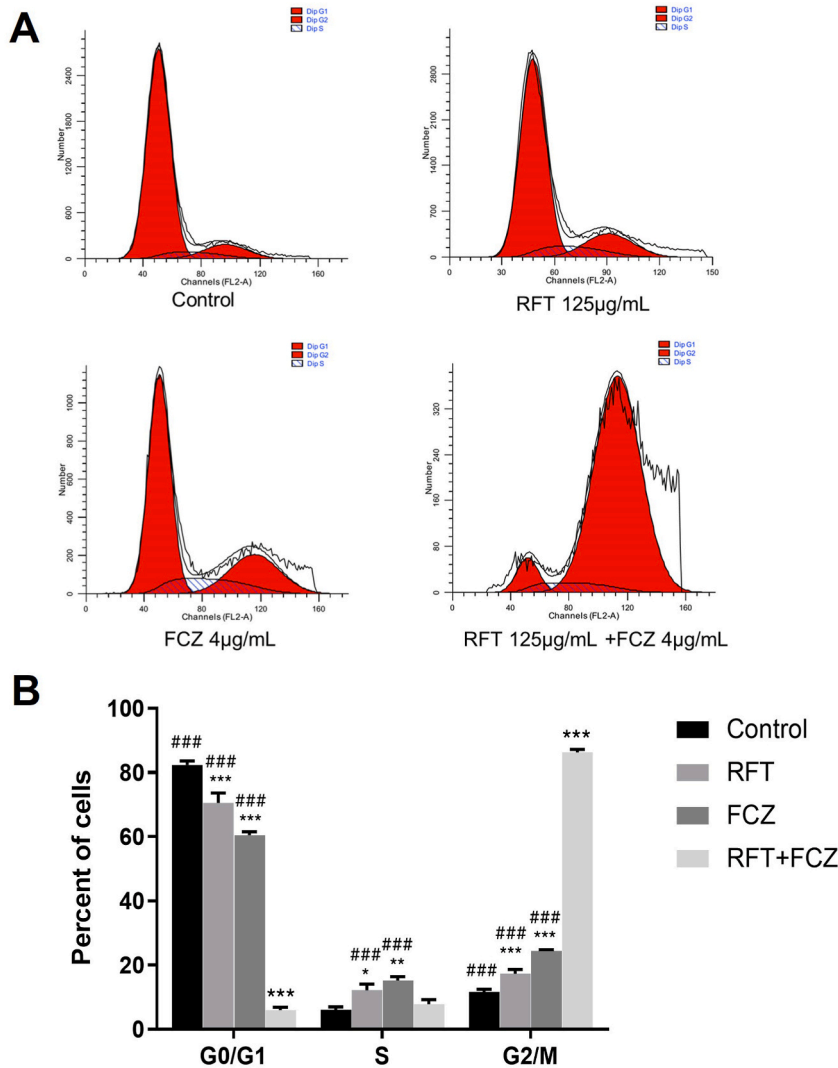 A
Dip G1
Dip G2
Dip S
Number
2400
1800
1200
600
0
0 40 80 120 160
Channels (FL2-A)
Control
Dip G1
Dip G2
Dip S
Number
2800
2100
1400
700
0
0 30 60 90 120 150
Channels (FL2-A)
RFT 125μg/mL
Dip G1
Dip G2
Dip S
Number
1000
800
600
400
200
0
0 40 80 120 160
Channels (FL2-A)
FCZ 4μg/mL
Dip G1
Dip G2
Dip S
Number
320
240
160
80
0
0 40 80 120 160
Channels (FL2-A)
RFT 125μg/mL +FCZ 4μg/mL
B
Percent of cells
100
80
60
40
20
0
###
###
***
###
***
***
###
*
###
**
###
###
***
###
***
***
G0/G1 S G2/M
Control
RFT
FCZ
RFT+FCZ